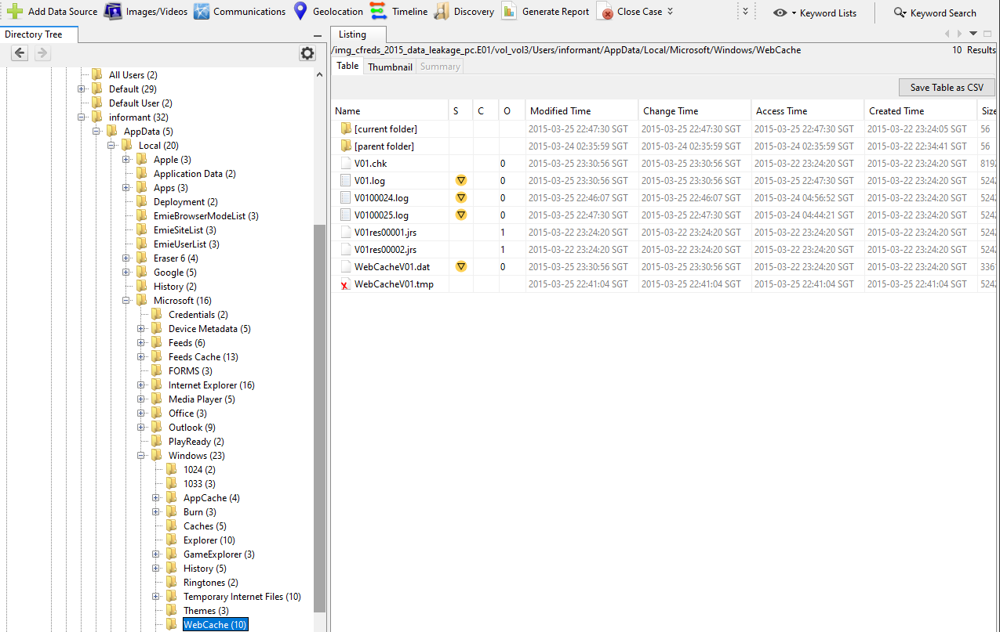 Add Data Source Images/Videos Communications Geolocation Timeline Discovery Generate Report Close Case Keyword Lists Keyword Search
Directory Tree
Listing
/img_cfreds_2015_data_leakage_pc.E01/vol_vol3/Users/informant/AppData/Local/Microsoft/Windows/WebCache 10 Results
Table Thumbnail Summary
Save Table as CSV
All Users (2)
Default (29)
Default User (2)
informant (32)
AppData (5)
Local (20)
Apple (3)
Application Data (2)
Apps (3)
Deployment (2)
EmieBrowserModeList (3)
EmieSiteList (3)
EmieUserList (3)
Eraser 6 (4)
Google (5)
History (2)
Microsoft (16)
Credentials (2)
Device Metadata (5)
Feeds (6)
Feeds Cache (13)
FORMS (3)
Internet Explorer (16)
Media Player (5)
Office (3)
Outlook (9)
PlayReady (2)
Windows (23)
1024 (2)
1033 (3)
AppCache (4)
Burn (3)
Caches (5)
Explorer (10)
GameExplorer (3)
History (5)
Ringtones (2)
Temporary Internet Files (10)
Themes (3)
WebCache (10)
Name S C O Modified Time Change Time Access Time Created Time Size
[current folder] 2015-03-25 22:47:30 SGT 2015-03-25 22:47:30 SGT 2015-03-25 22:47:30 SGT 2015-03-22 23:24:05 SGT 56
[parent folder] 2015-03-24 02:35:59 SGT 2015-03-24 02:35:59 SGT 2015-03-24 02:35:59 SGT 2015-03-22 22:34:41 SGT 56
V01.chk 0 2015-03-25 23:30:56 SGT 2015-03-25 23:30:56 SGT 2015-03-22 23:24:20 SGT 2015-03-22 23:24:20 SGT 8192
V01.log 0 2015-03-25 23:30:56 SGT 2015-03-25 23:30:56 SGT 2015-03-25 22:47:30 SGT 2015-03-22 23:24:20 SGT 5242
V0100024.log 0 2015-03-25 22:46:07 SGT 2015-03-25 22:46:07 SGT 2015-03-24 04:56:52 SGT 2015-03-22 23:24:20 SGT 5242
V0100025.log 0 2015-03-25 22:47:30 SGT 2015-03-25 22:47:30 SGT 2015-03-24 04:44:21 SGT 2015-03-22 23:24:20 SGT 5242
V01res00001.jrs 1 2015-03-22 23:24:20 SGT 2015-03-22 23:24:20 SGT 2015-03-22 23:24:20 SGT 2015-03-22 23:24:20 SGT 5242
V01res00002.jrs 1 2015-03-22 23:24:20 SGT 2015-03-22 23:24:20 SGT 2015-03-22 23:24:20 SGT 2015-03-22 23:24:20 SGT 5242
WebCacheV01.dat 0 2015-03-25 23:30:56 SGT 2015-03-25 23:30:56 SGT 2015-03-22 23:24:20 SGT 2015-03-22 23:24:20 SGT 3361
WebCacheV01.tmp 2015-03-25 22:41:04 SGT 2015-03-25 22:41:04 SGT 2015-03-25 22:41:04 SGT 2015-03-25 22:41:04 SGT 5242